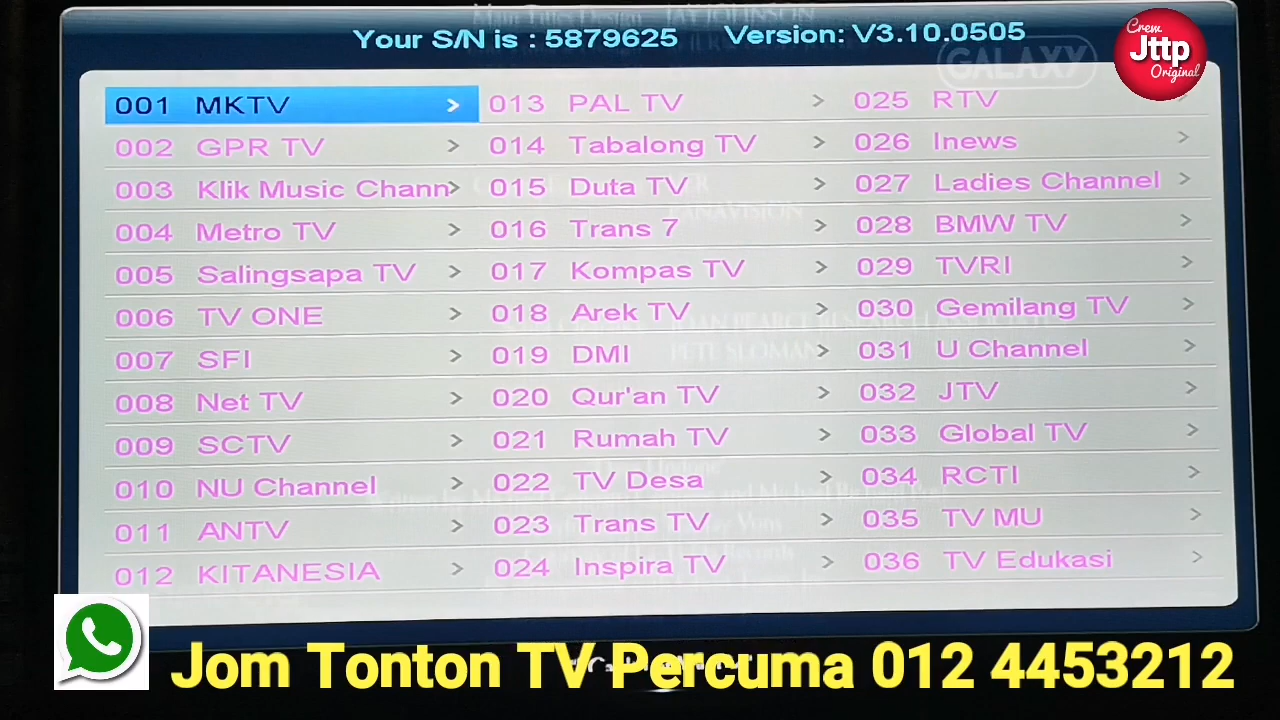 Your S/N is : 5879625 Version: V3.10.0505
GALAXY
Crew
Jttp
Original
001 MKTV
002 GPR TV
003 Klik Music Chann
004 Metro TV
005 Salingsapa TV
006 TV ONE
007 SFI
008 Net TV
009 SCTV
010 NU Channel
011 ANTV
012 KITANESIA
013 PAL TV
014 Tabalong TV
015 Duta TV
016 Trans 7
017 Kompas TV
018 Arek TV
019 DMI
020 Qur'an TV
021 Rumah TV
022 TV Desa
023 Trans TV
024 Inspira TV
025 RTV
026 Inews
027 Ladies Channel
028 BMW TV
029 TVRI
030 Gemilang TV
031 U Channel
032 JTV
033 Global TV
034 RCTI
035 TV MU
036 TV Edukasi
Jom Tonton TV Percuma 012 4453212